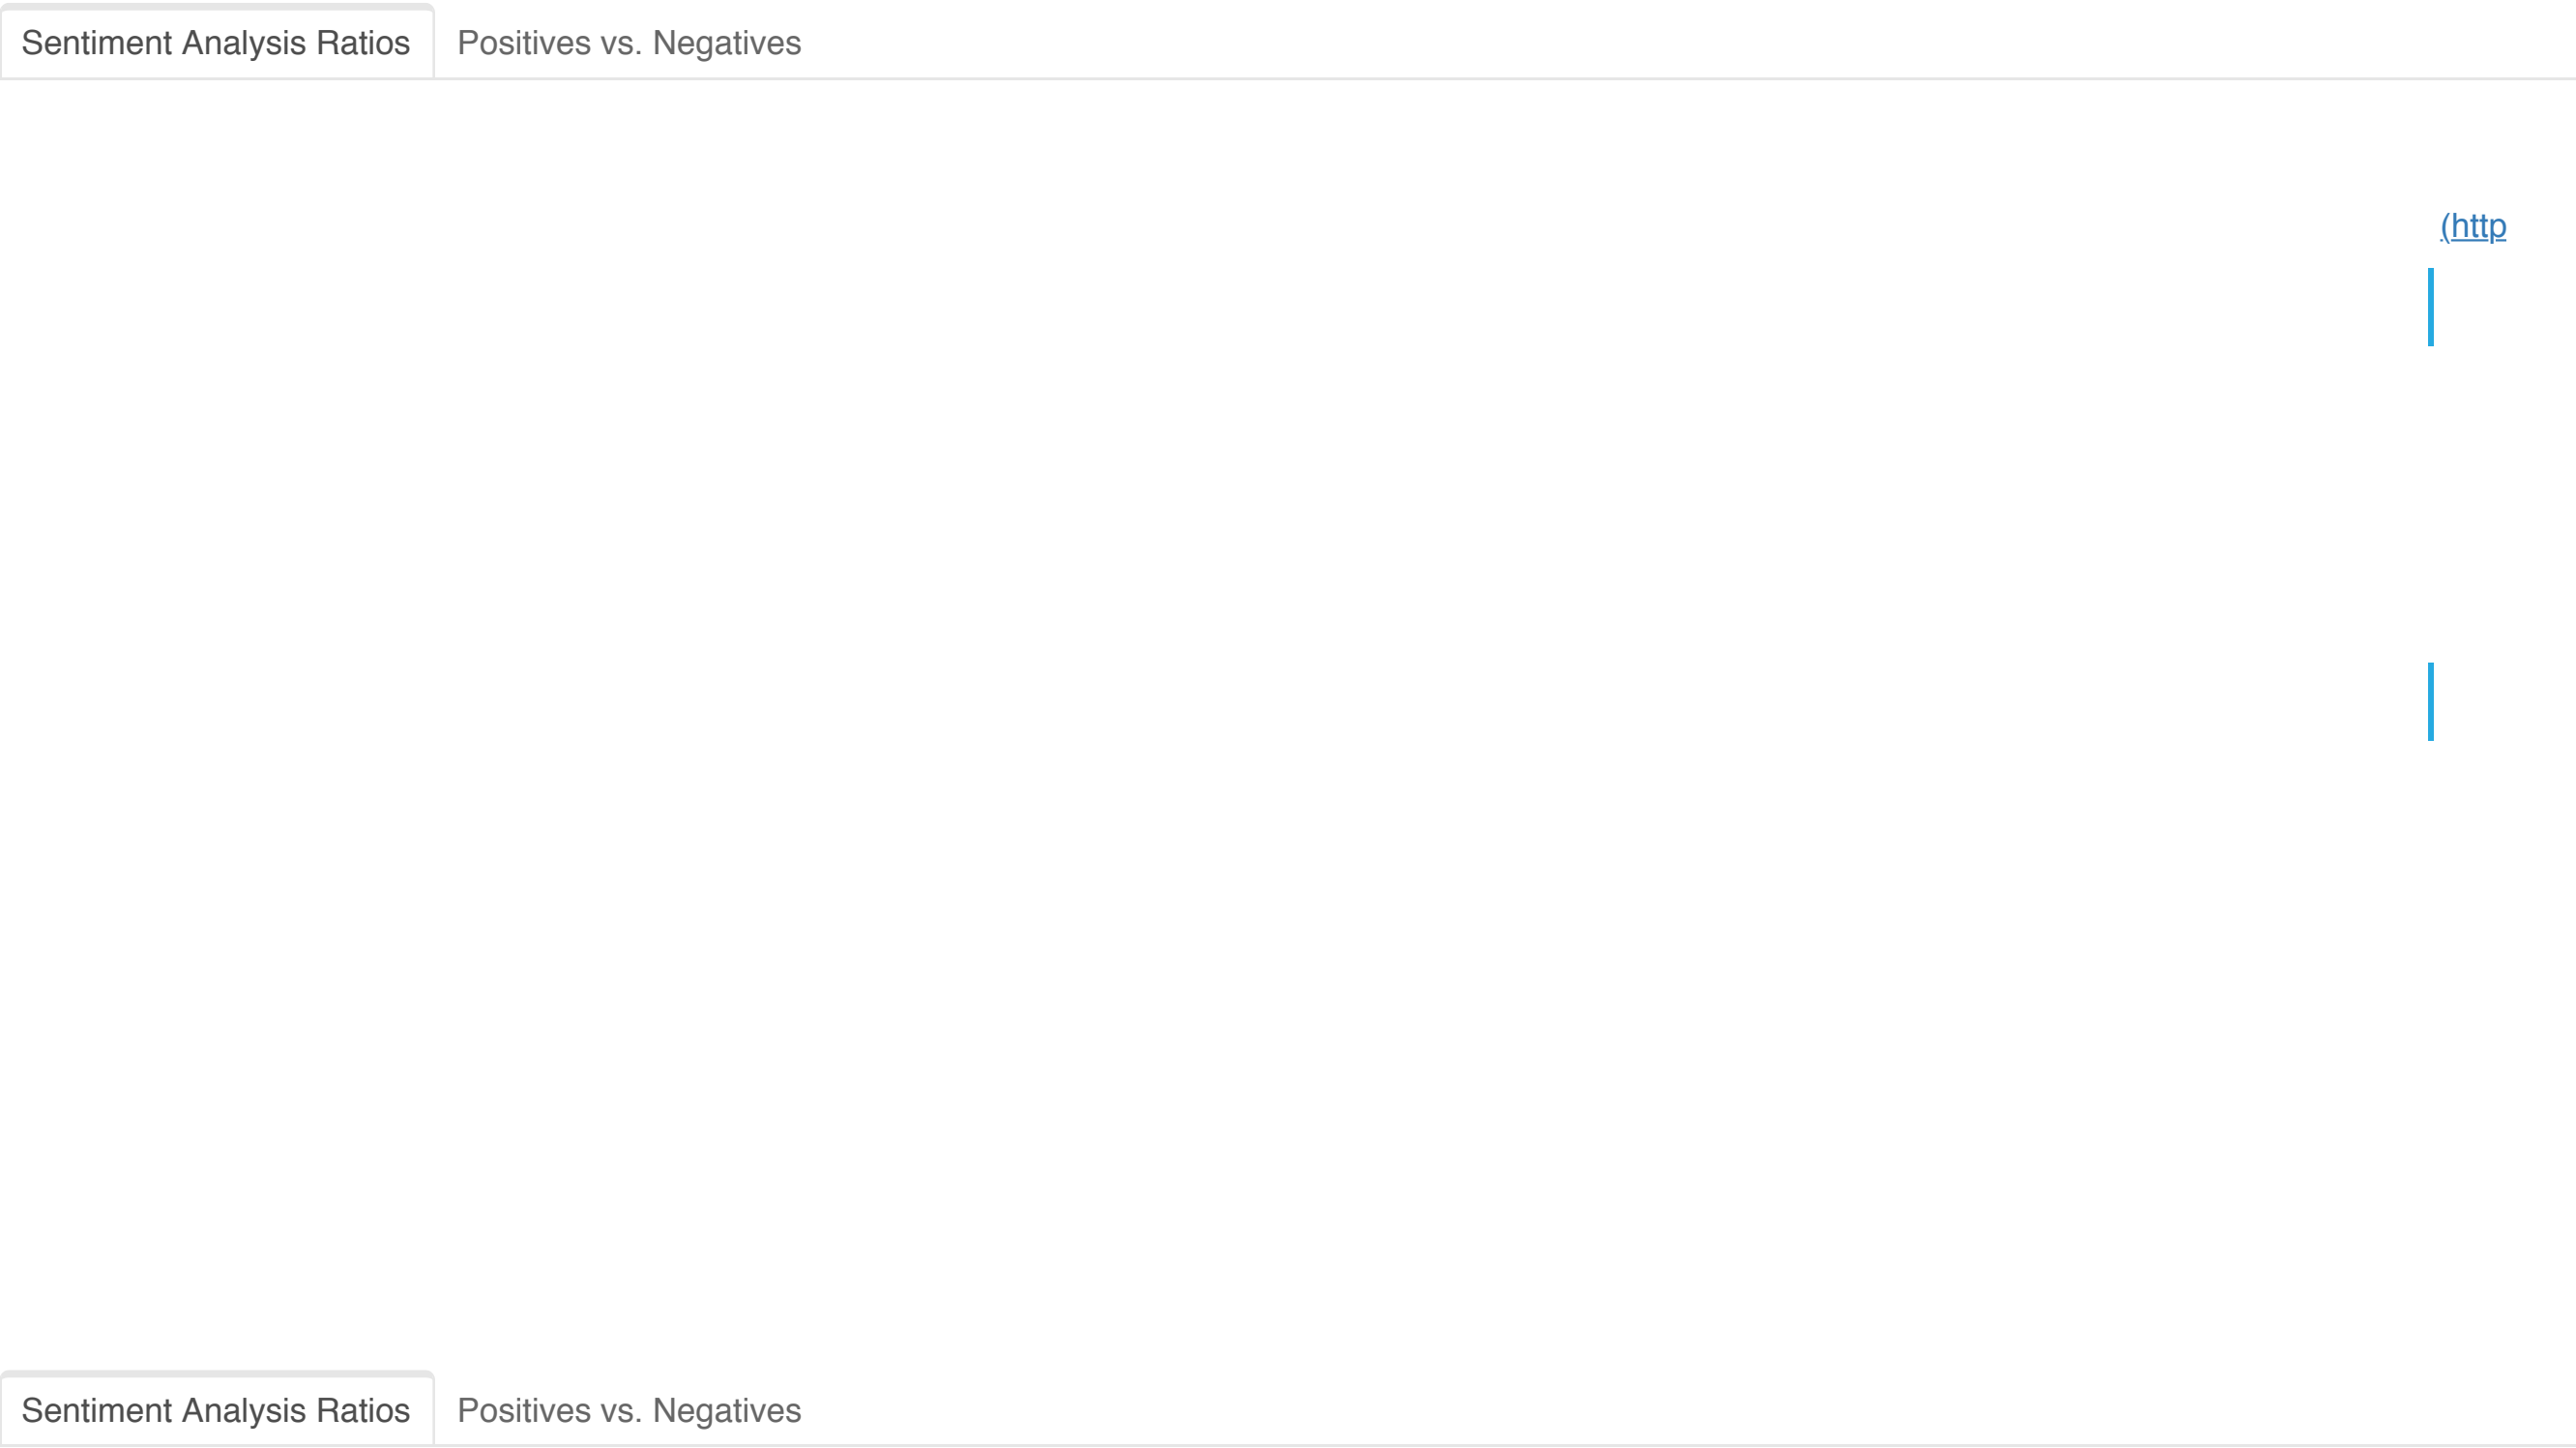 Sentiment Analysis Ratios Positives vs. Negatives
(http
Sentiment Analysis Ratios Positives vs. Negatives